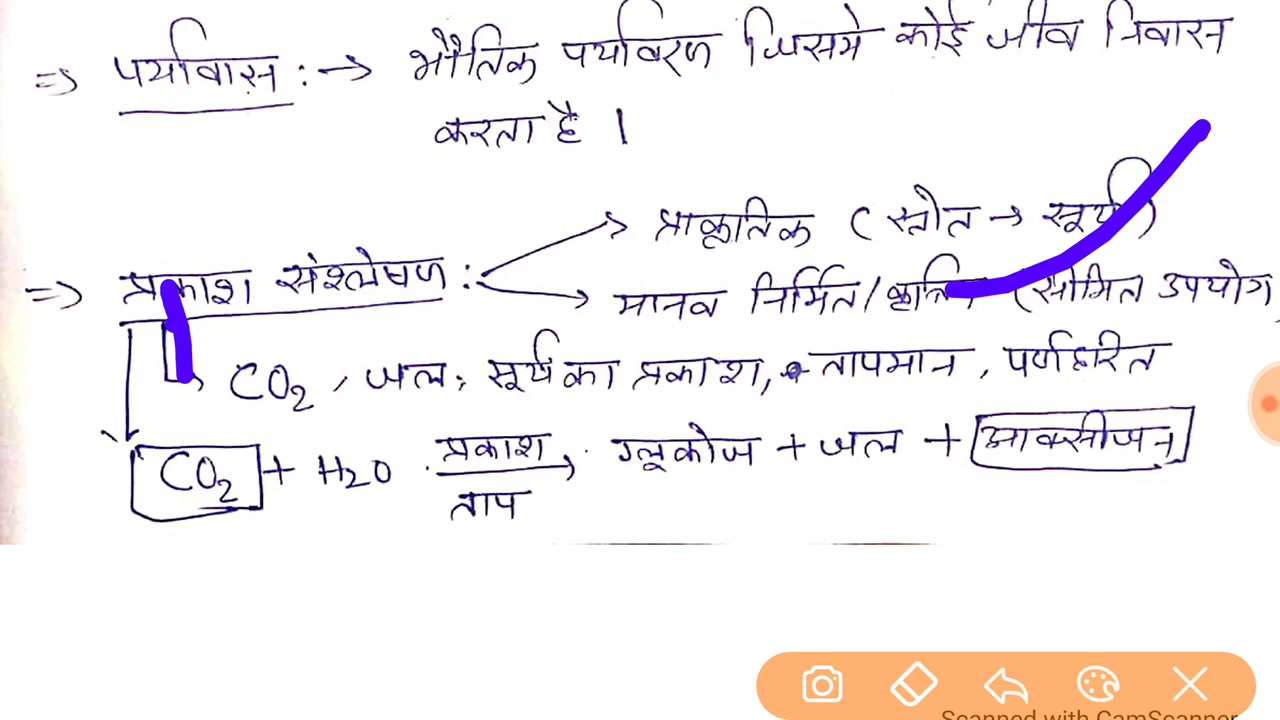 => पर्यावास : → भौतिक पर्यावरण जिसमे कोई जीव निवास
करता है ।
प्राकृतिक ( स्त्रोत → सूर्य )
=> प्रकाश संश्लेषण :
मानव निर्मित / (सीमित उपयोग
CO2 , जल, सूर्य का प्रकाश, तापमान , पर्णहरित
CO2 + H2O प्रकाश → ग्लूकोज + जल + आक्सीजन
ताप
Scanned with CamScanner